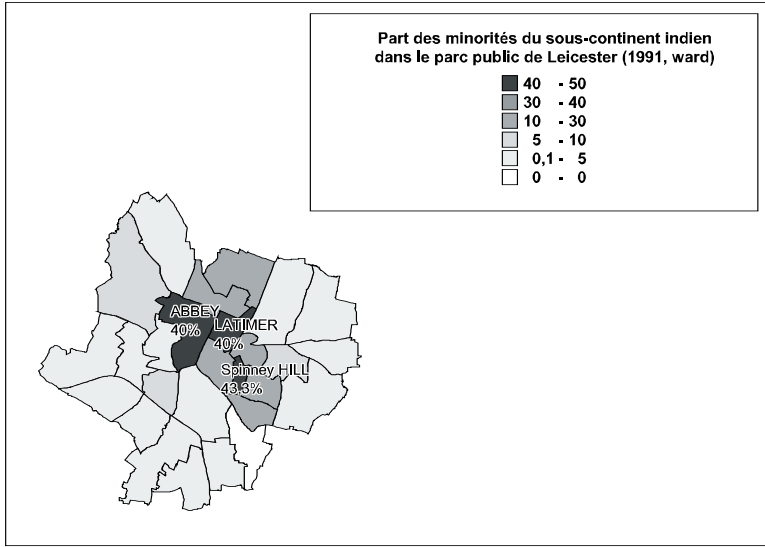 Part des minorités du sous-continent indien
dans le parc public de Leicester (1991, ward)
40 - 50
30 - 40
10 - 30
5 - 10
0,1 - 5
0 - 0
ABBEY
40%
LATIMER
40%
Spinney HILL
43,3%